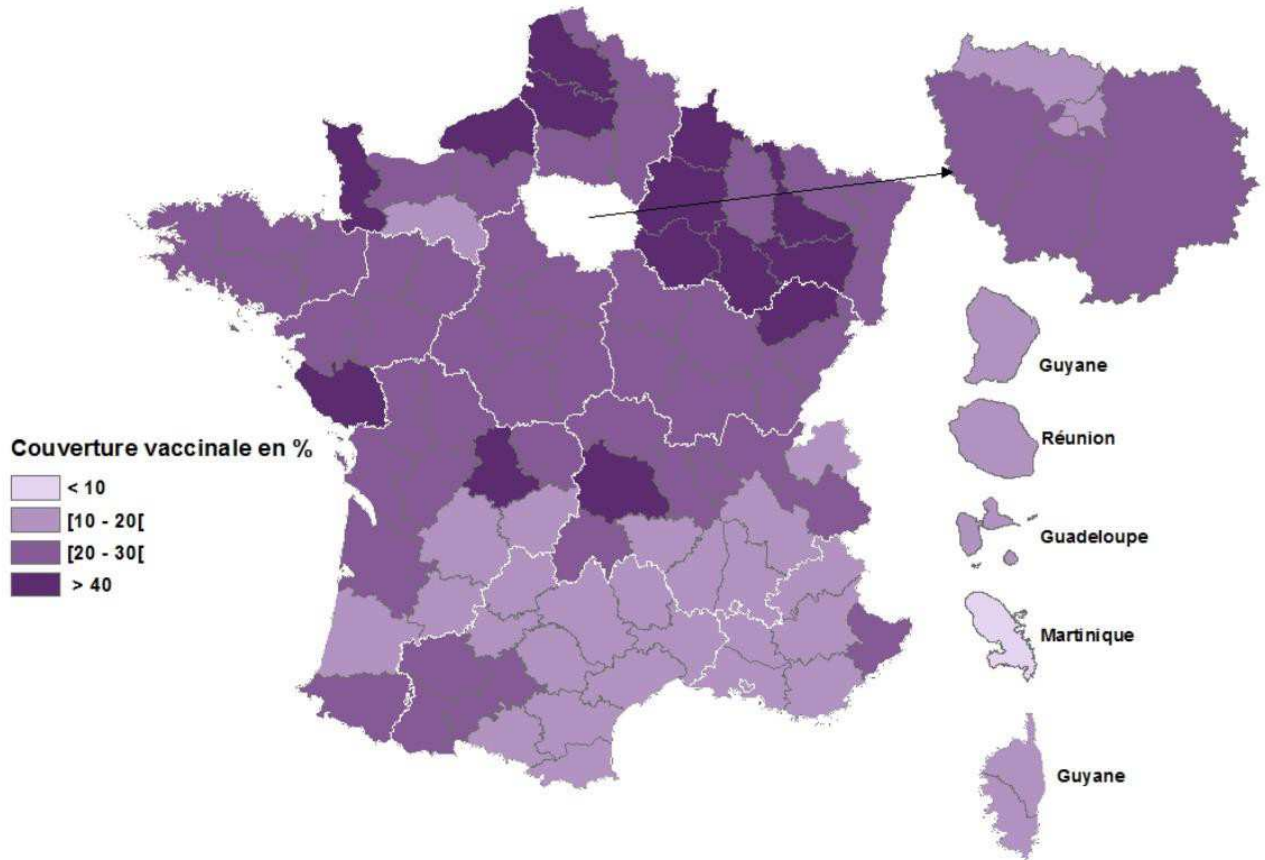 Couverture vaccinale en %
< 10
[10 - 20[
[20 - 30[
> 40
Guyane
Réunion
Guadeloupe
Martinique
Guyane